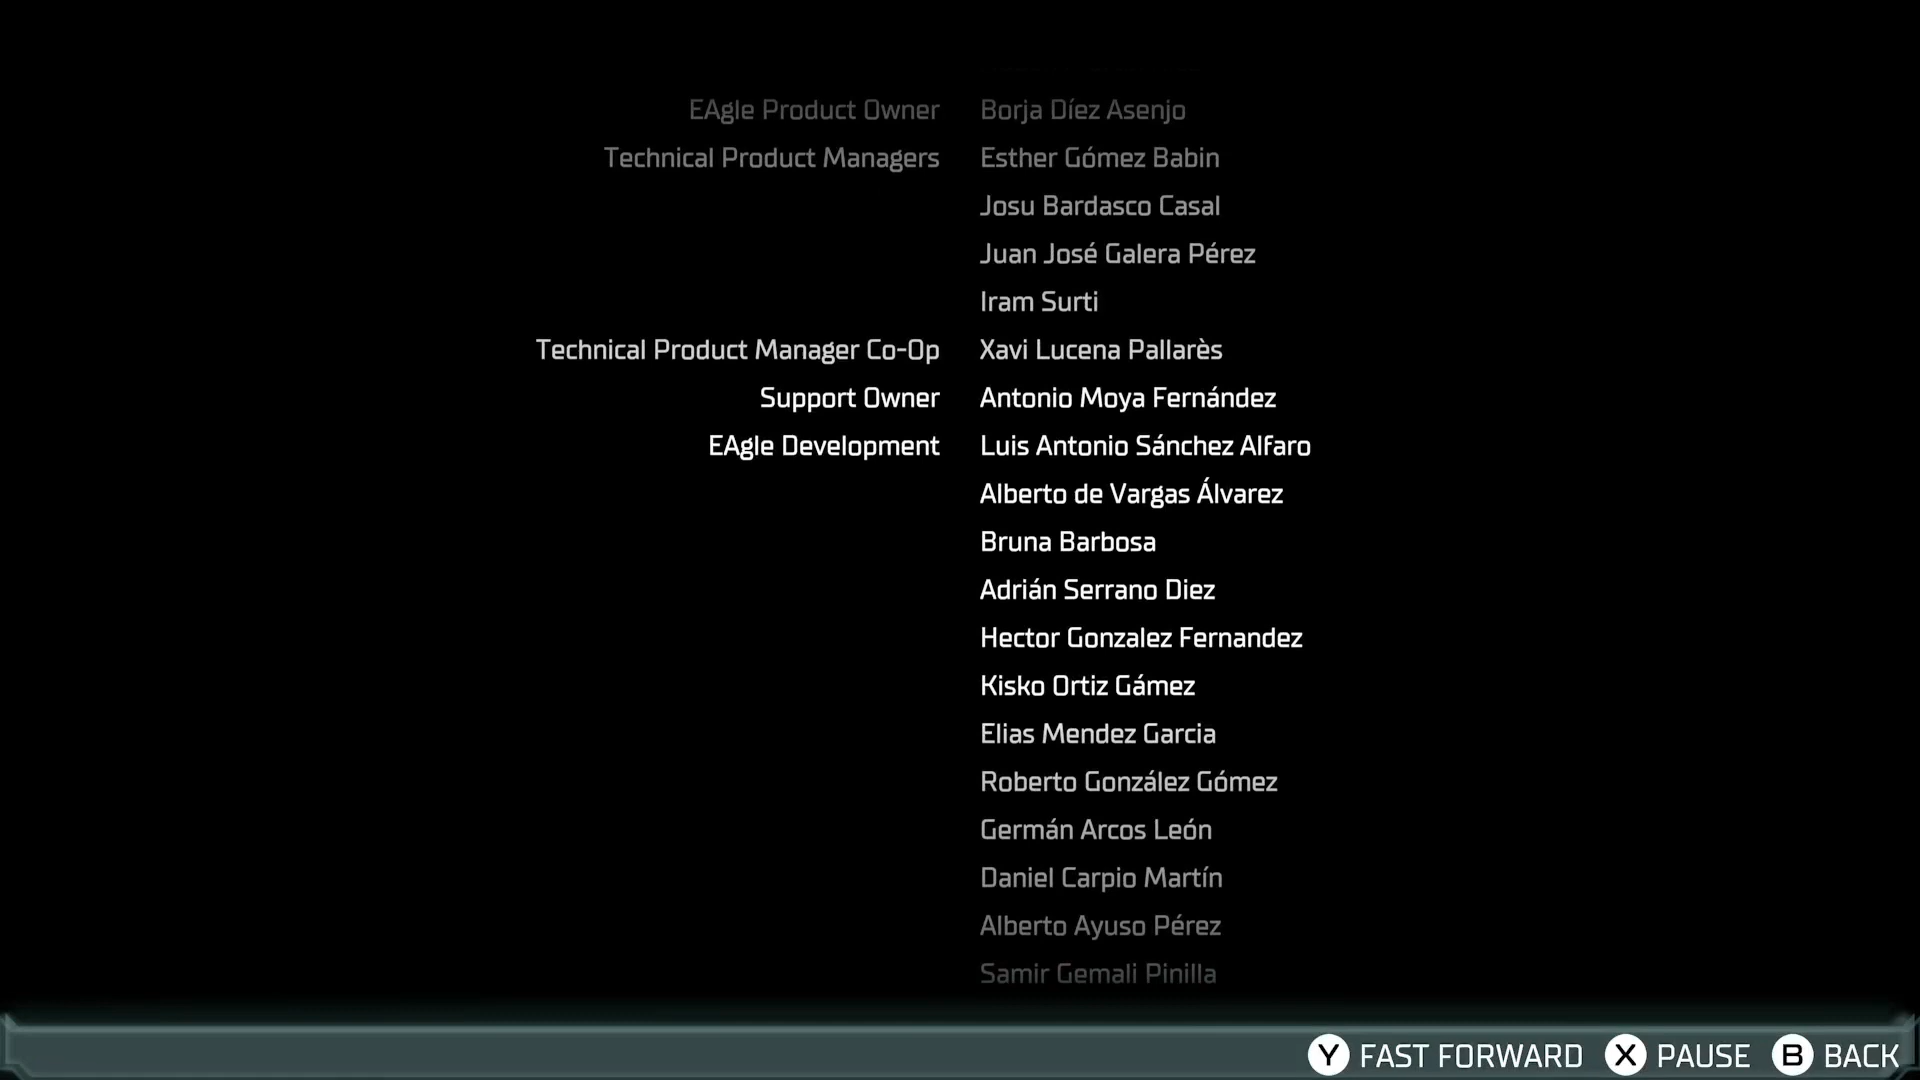 EAgle Product Owner Borja Díez Asenjo
Technical Product Managers Esther Gómez Babin
Josu Bardasco Casal
Juan José Galera Pérez
Iram Surti
Technical Product Manager Co-Op Xavi Lucena Pallarès
Support Owner Antonio Moya Fernández
EAgle Development Luis Antonio Sánchez Alfaro
Alberto de Vargas Álvarez
Bruna Barbosa
Adrián Serrano Diez
Hector Gonzalez Fernandez
Kisko Ortiz Gámez
Elias Mendez Garcia
Roberto González Gómez
Germán Arcos León
Daniel Carpio Martín
Alberto Ayuso Pérez
Samir Gemali Pinilla
Y FAST FORWARD X PAUSE B BACK